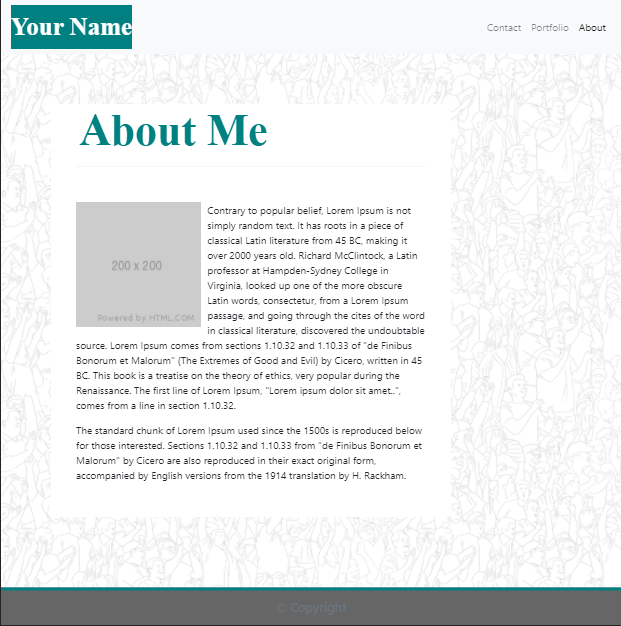 Your Name
Contact Portfolio About
About Me
200 x 200
Powered by HTML.COM
Contrary to popular belief, Lorem Ipsum is not
simply random text. It has roots in a piece of
classical Latin literature from 45 BC, making it
over 2000 years old. Richard McClintock, a Latin
professor at Hampden-Sydney College in
Virginia, looked up one of the more obscure
Latin words, consectetur, from a Lorem Ipsum
passage, and going through the cites of the word
in classical literature, discovered the undoubtable
source. Lorem Ipsum comes from sections 1.10.32 and 1.10.33 of "de Finibus
Bonorum et Malorum" (The Extremes of Good and Evil) by Cicero, written in 45
BC. This book is a treatise on the theory of ethics, very popular during the
Renaissance. The first line of Lorem Ipsum, "Lorem ipsum dolor sit amet..",
comes from a line in section 1.10.32.
The standard chunk of Lorem Ipsum used since the 1500s is reproduced below
for those interested. Sections 1.10.32 and 1.10.33 from "de Finibus Bonorum et
Malorum" by Cicero are also reproduced in their exact original form,
accompanied by English versions from the 1914 translation by H. Rackham.
© Copyright